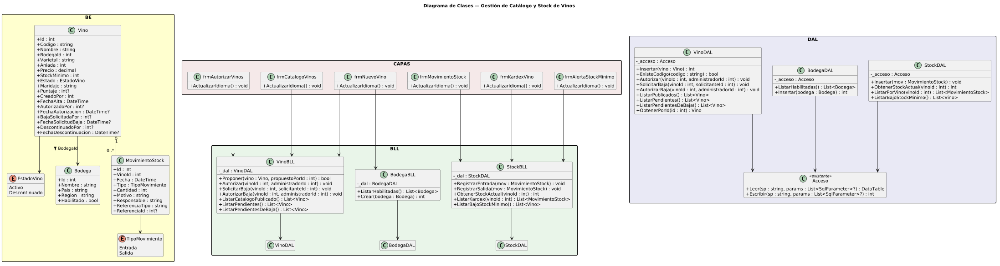 Diagrama de Clases — Gestión de Catálogo y Stock de Vinos
BE
C Vino
+Id : int
+Codigo : string
+Nombre : string
+BodegaId : int
+Varietal : string
+Aniada : int
+Precio : decimal
+StockMinimo : int
+Estado : EstadoVino
+Maridaje : string
+Puntaje : int?
+CreadoPor : int
+FechaAlta : DateTime
+AutorizadoPor : int?
+FechaAutorizacion : DateTime?
+BajaSolicitadaPor : int?
+FechaSolicitudBaja : DateTime?
+DescontinuadoPor : int?
+FechaDescontinuacion : DateTime?
BodegaId
1
0..*
E EstadoVino
Activo
Descontinuado
C Bodega
+Id : int
+Nombre : string
+Pais : string
+Region : string
+Habilitado : bool
C MovimientoStock
+Id : int
+VinoId : int
+Fecha : DateTime
+Tipo : TipoMovimiento
+Cantidad : int
+Motivo : string
+Responsable : string
+ReferenciaTipo : string
+ReferenciaId : int?
E TipoMovimiento
Entrada
Salida
CAPAS
C frmAutorizarVinos
+ActualizarIdioma() : void
C frmCatalogoVinos
+ActualizarIdioma() : void
C frmNuevoVino
+ActualizarIdioma() : void
C frmMovimientoStock
+ActualizarIdioma() : void
C frmKardexVino
+ActualizarIdioma() : void
C frmAlertaStockMinimo
+ActualizarIdioma() : void
BLL
C VinoBLL
-_dal : VinoDAL
+Proponer(vino : Vino, propuestoPorId : int) : bool
+Autorizar(vinoId : int, administradorId : int) : void
+SolicitarBaja(vinoId : int, solicitanteId : int) : void
+AutorizarBaja(vinoId : int, administradorId : int) : void
+ListarCatalogoPublicado() : List<Vino>
+ListarPendientes() : List<Vino>
+ListarPendientesDeBaja() : List<Vino>
C BodegaBLL
-_dal : BodegaDAL
+ListarHabilitadas() : List<Bodega>
+Crear(bodega : Bodega) : int
C StockBLL
-_dal : StockDAL
+RegistrarEntrada(mov : MovimientoStock) : void
+RegistrarSalida(mov : MovimientoStock) : void
+ObtenerStockActual(vinoId : int) : int
+ListarKardex(vinoId : int) : List<MovimientoStock>
+ListarBajoStockMinimo() : List<Vino>
C VinoDAL
C BodegaDAL
C StockDAL
DAL
C VinoDAL
-_acceso : Acceso
+Insertar(vino : Vino) : int
+ExisteCodigo(codigo : string) : bool
+Autorizar(vinoId : int, administradorId : int) : void
+SolicitarBaja(vinoId : int, solicitanteId : int) : void
+AutorizarBaja(vinoId : int, administradorId : int) : void
+ListarPublicados() : List<Vino>
+ListarPendientes() : List<Vino>
+ListarPendientesDeBaja() : List<Vino>
+ObtenerPorId(id : int) : Vino
C BodegaDAL
-_acceso : Acceso
+ListarHabilitadas() : List<Bodega>
+Insertar(bodega : Bodega) : int
C StockDAL
-_acceso : Acceso
+Insertar(mov : MovimientoStock) : void
+ObtenerStockActual(vinoId : int) : int
+ListarPorVino(vinoId : int) : List<MovimientoStock>
+ListarBajoStockMinimo() : List<Vino>
«existente»
C Acceso
+Leer(sp : string, params : List<SqlParameter>?) : DataTable
+Escribir(sp : string, params : List<SqlParameter>?) : int